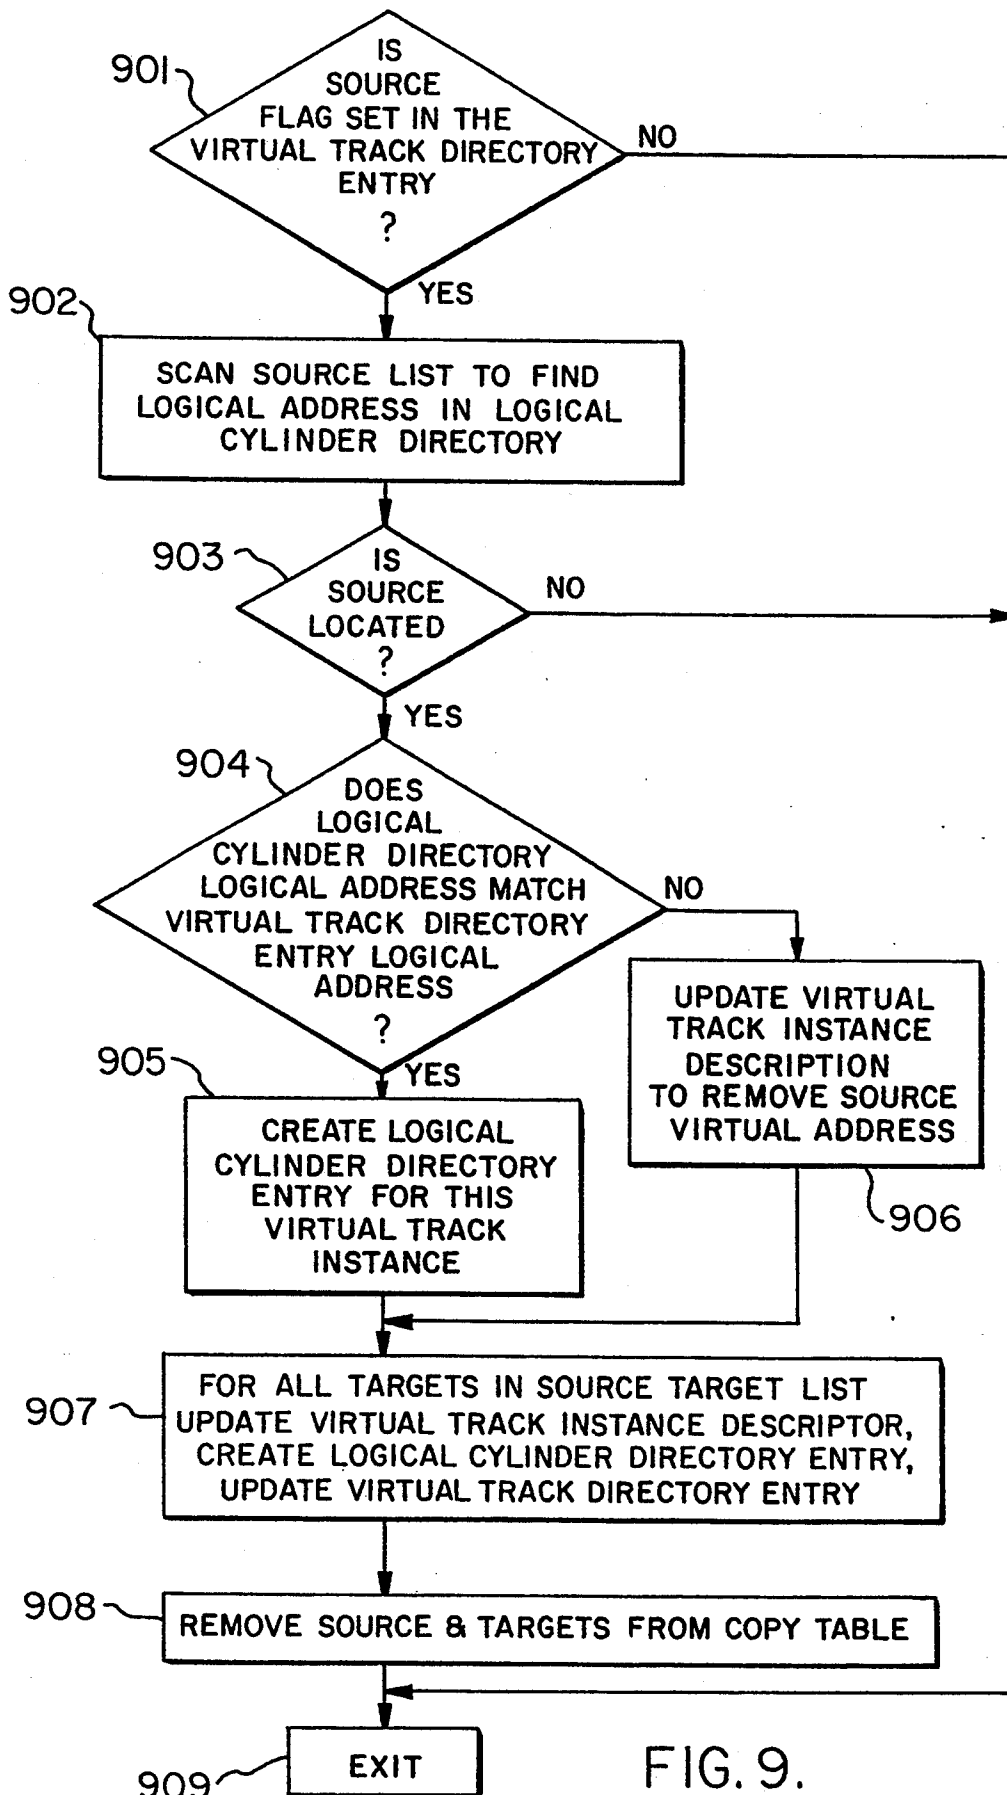 901
IS
SOURCE
FLAG SET IN THE
VIRTUAL TRACK DIRECTORY
ENTRY
?
NO
YES
902
SCAN SOURCE LIST TO FIND
LOGICAL ADDRESS IN LOGICAL
CYLINDER DIRECTORY
903
IS
SOURCE
LOCATED
?
NO
YES
904
DOES
LOGICAL
CYLINDER DIRECTORY
LOGICAL ADDRESS MATCH
VIRTUAL TRACK DIRECTORY
ENTRY LOGICAL
ADDRESS
?
NO
YES
905
CREATE LOGICAL
CYLINDER DIRECTORY
ENTRY FOR THIS
VIRTUAL TRACK
INSTANCE
UPDATE VIRTUAL
TRACK INSTANCE
DESCRIPTION
TO REMOVE SOURCE
VIRTUAL ADDRESS
906
907
FOR ALL TARGETS IN SOURCE TARGET LIST
UPDATE VIRTUAL TRACK INSTANCE DESCRIPTOR,
CREATE LOGICAL CYLINDER DIRECTORY ENTRY,
UPDATE VIRTUAL TRACK DIRECTORY ENTRY
908
REMOVE SOURCE & TARGETS FROM COPY TABLE
909
EXIT
FIG. 9.